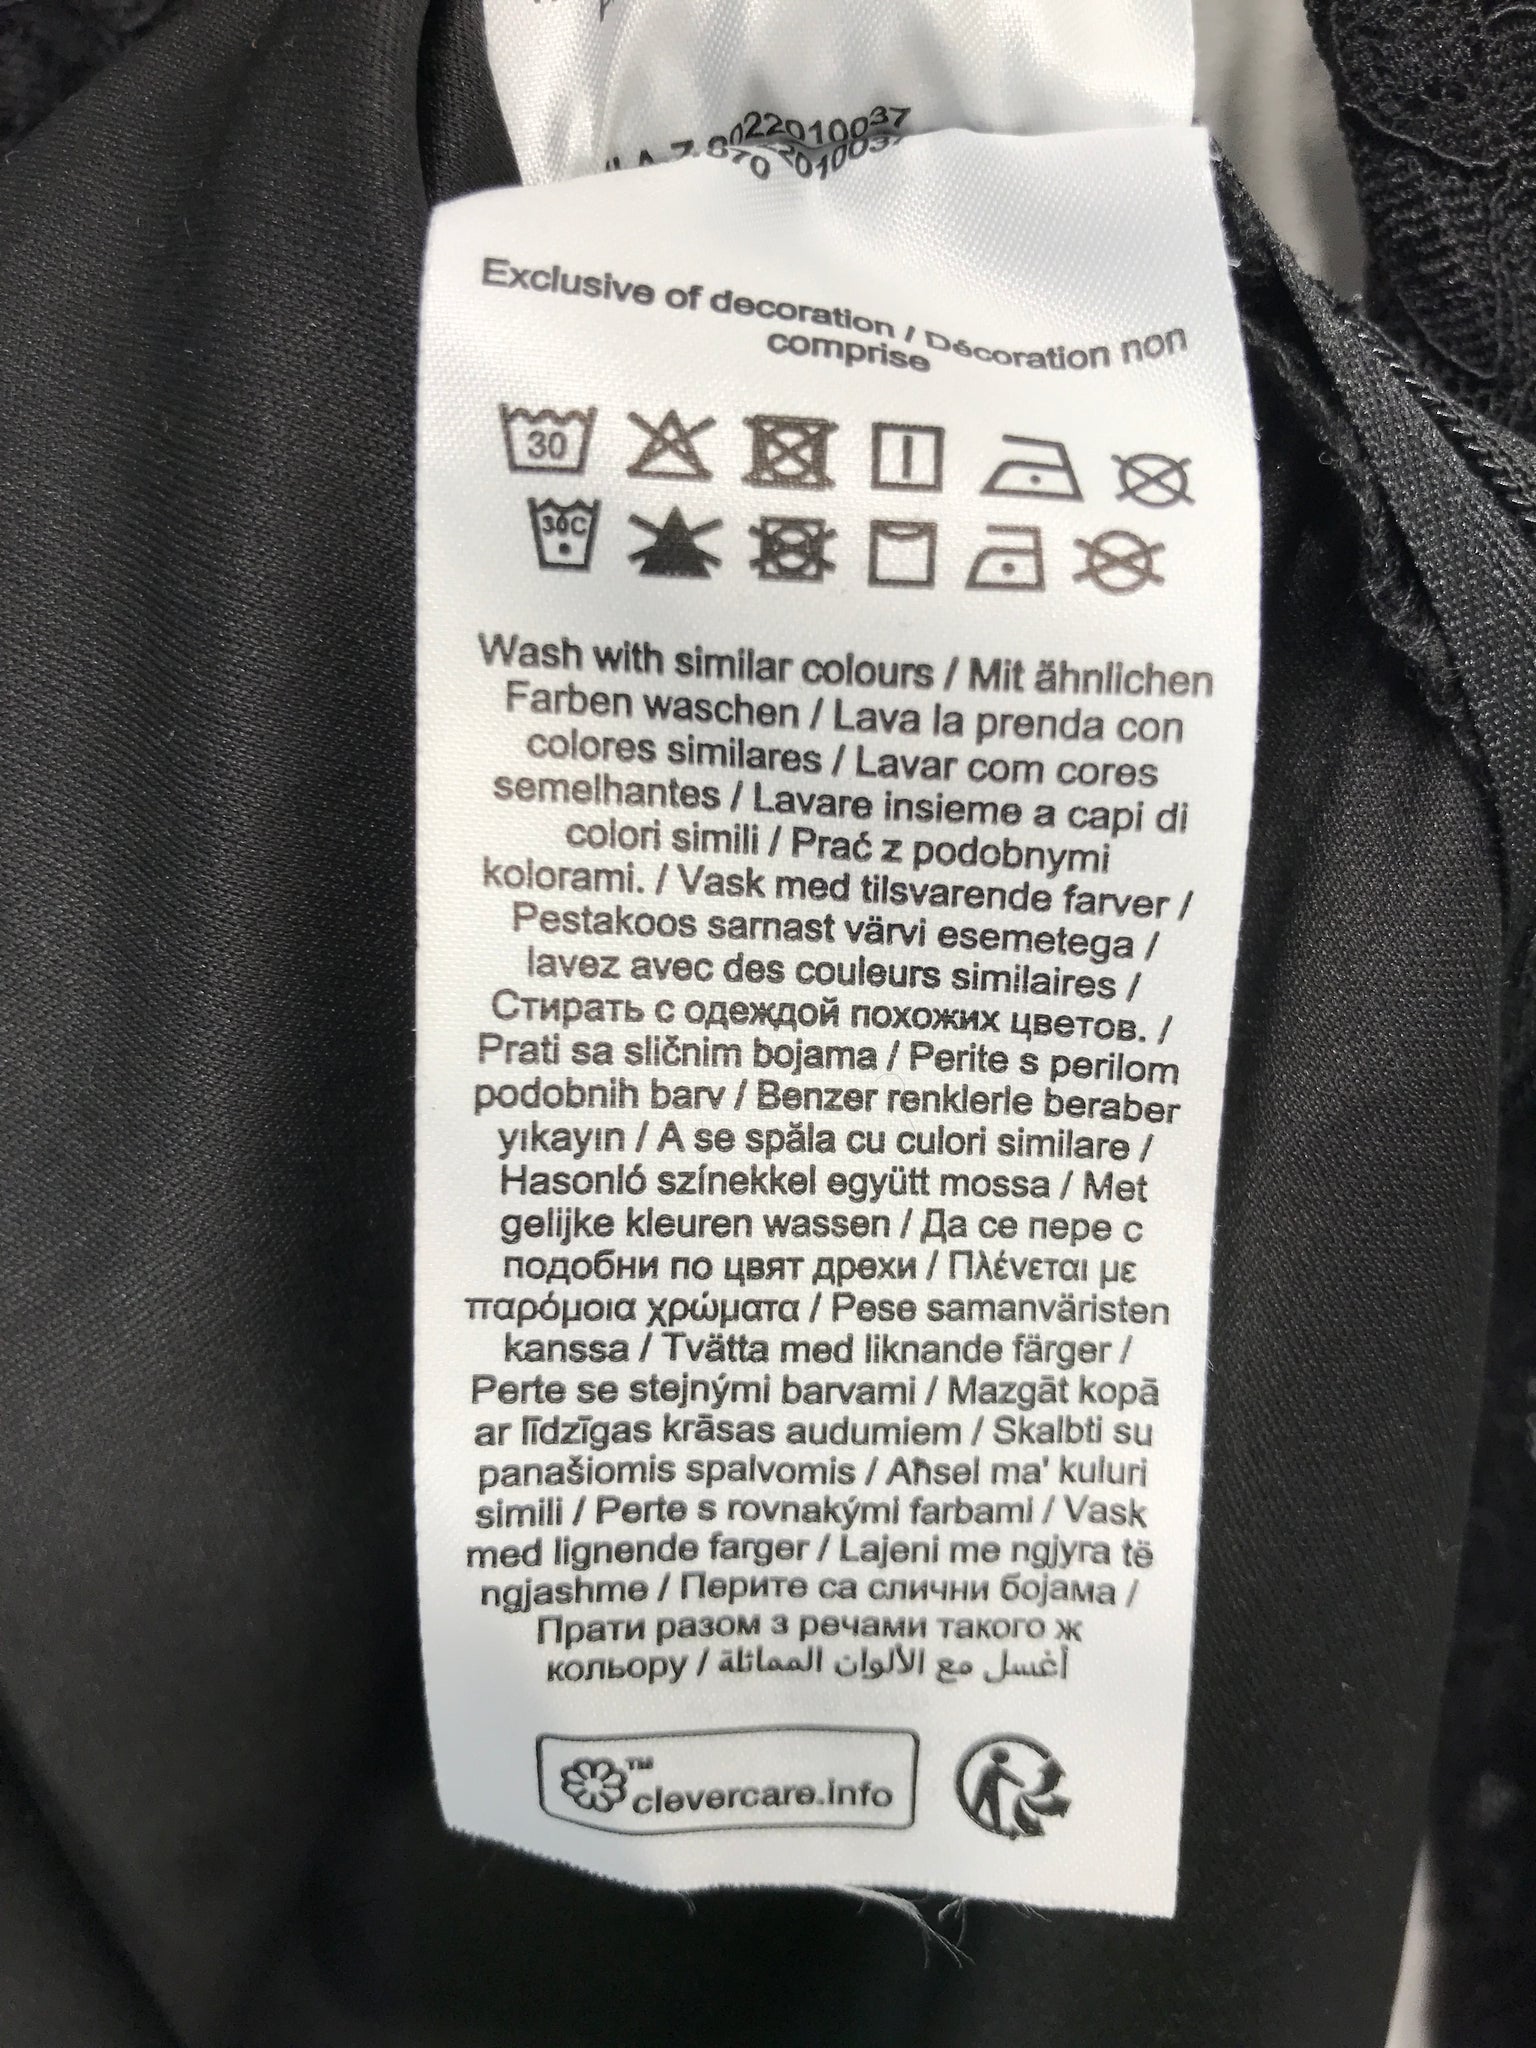 Exclusive of decoration / Décoration non
comprise
30
30C
Wash with similar colours / Mit ähnlichen
Farben waschen / Lava la prenda con
colores similares / Lavar com cores
semelhantes / Lavare insieme a capi di
colori simili / Prać z podobnymi
kolorami. / Vask med tilsvarende farver /
Pestakoos sarnast värvi esemetega /
lavez avec des couleurs similaires /
Стирать с одеждой похожих цветов. /
Prati sa sličnim bojama / Perite s perilom
podobnih barv / Benzer renklerle beraber
yıkayın / A se spăla cu culori similare /
Hasonló színekkel együtt mossa / Met
gelijke kleuren wassen / Да се пере с
подобни по цвят дрехи / Πλένεται με
παρόμοια χρώματα / Pese samanväristen
kanssa / Tvätta med liknande färger /
Perte se stejnými barvami / Mazgāt kopā
ar līdzīgas krāsas audumiem / Skalbti su
panašiomis spalvomis / Aħsel ma' kuluri
simili / Perte s rovnakými farbami / Vask
med lignende farger / Lajeni me ngjyra të
ngjashme / Перите са слични бојама /
Прати разом з речами такого ж
кольору / أغسل مع الألوان المماثلة
™
clevercare.info